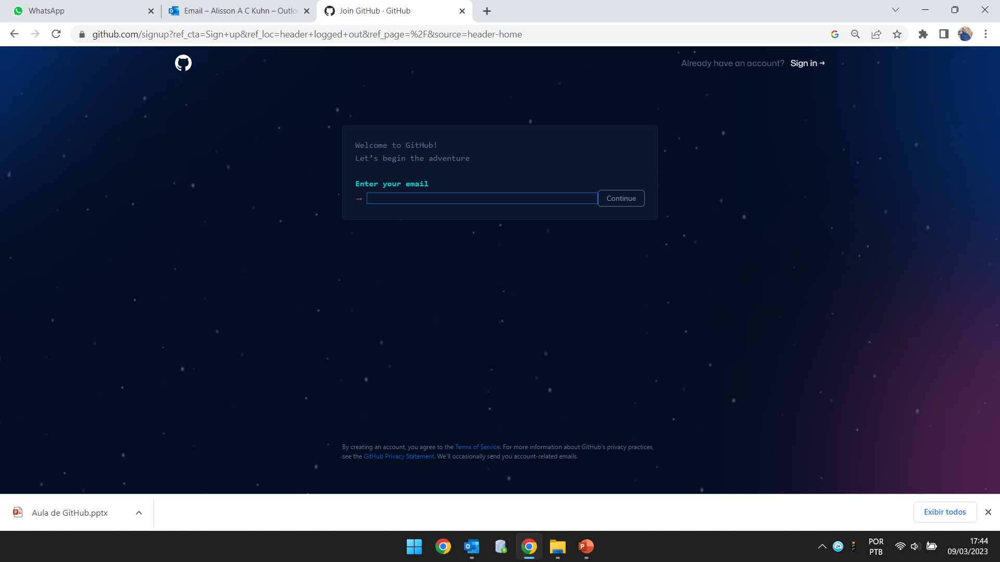 WhatsApp
Email – Alisson A C Kuhn – Outlo
Join GitHub · GitHub
github.com/signup?ref_cta=Sign+up&ref_loc=header+logged+out&ref_page=%2F&source=header-home
Already have an account? Sign in →
Welcome to GitHub!
Let’s begin the adventure
Enter your email
→
Continue
By creating an account, you agree to the Terms of Service. For more information about GitHub's privacy practices,
see the GitHub Privacy Statement. We'll occasionally send you account-related emails.
Aula de GitHub.pptx
Exibir todos
24
POR
PTB
17:44
09/03/2023